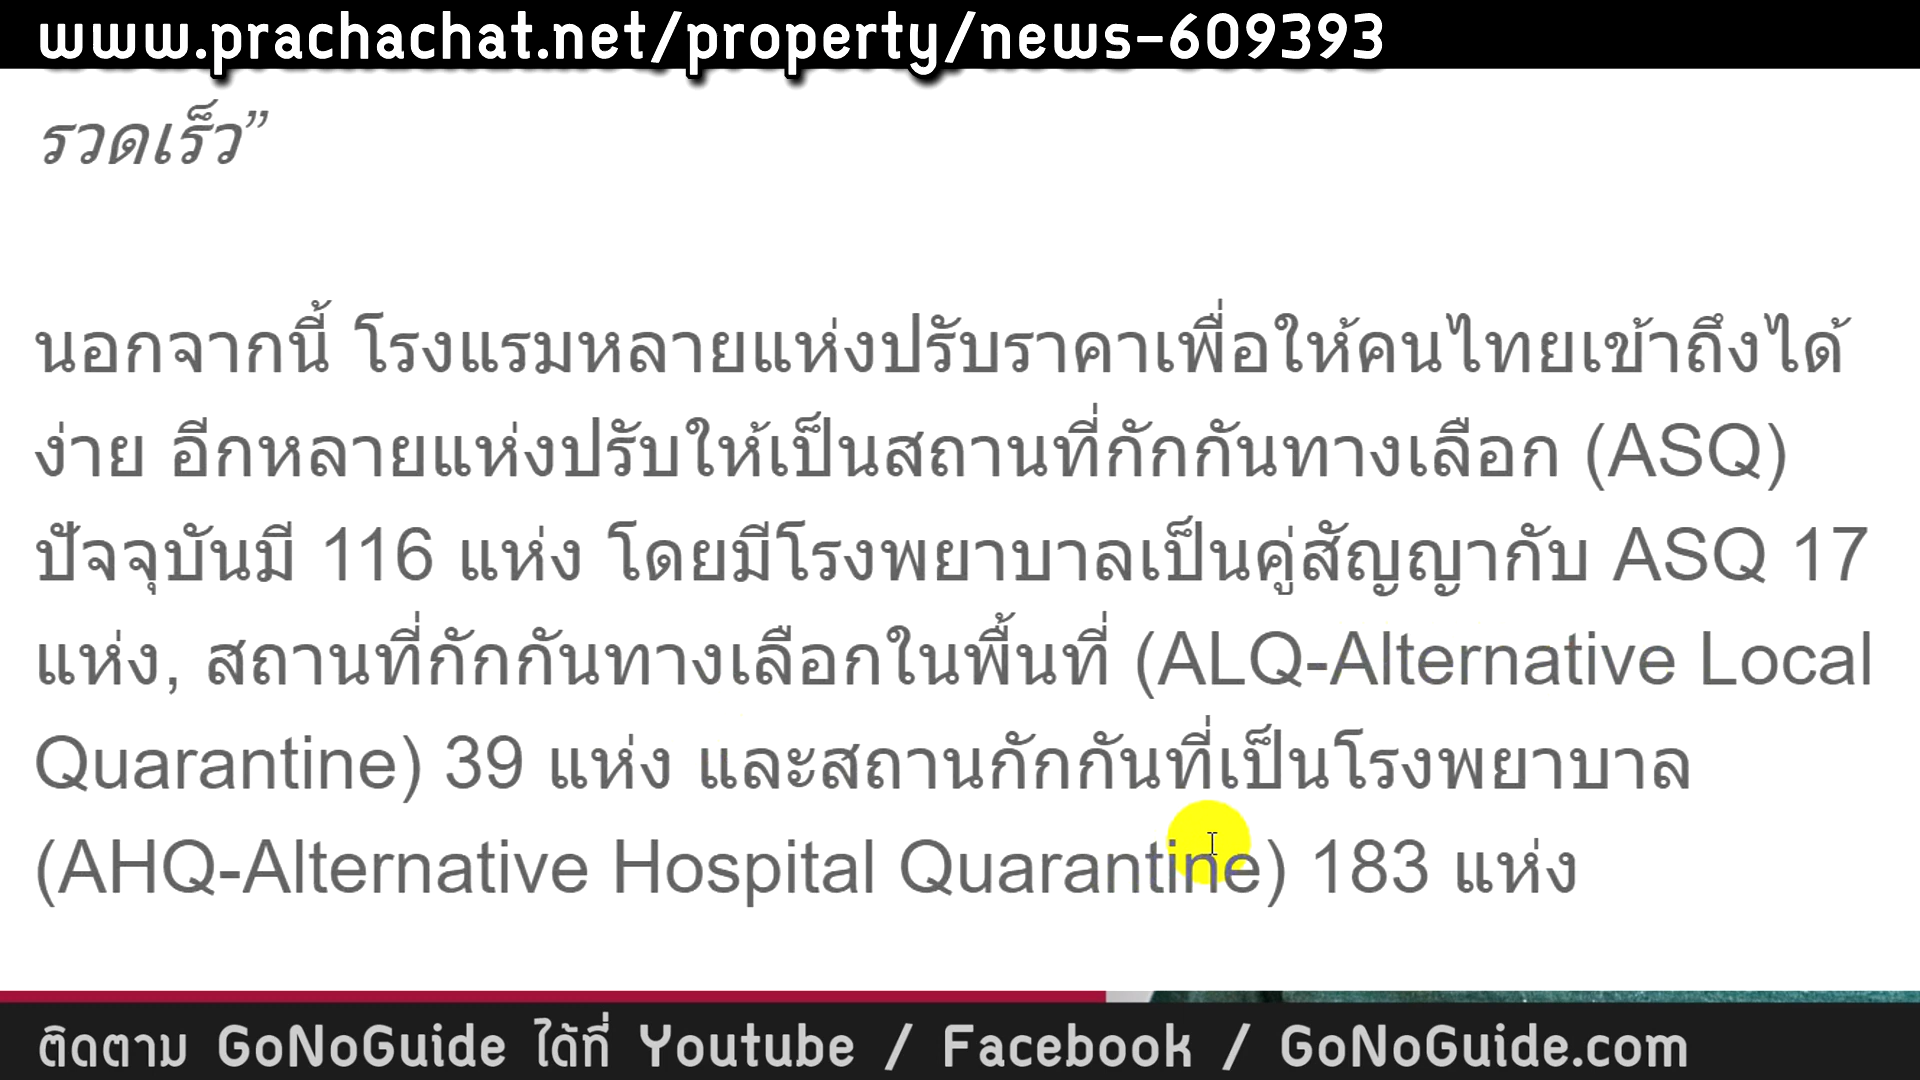 www.prachachat.net/property/news-609393
รวดเร็ว”
นอกจากนี้ โรงแรมหลายแห่งปรับราคาเพื่อให้คนไทยเข้าถึงได้
ง่าย อีกหลายแห่งปรับให้เป็นสถานที่กักกันทางเลือก (ASQ)
ปัจจุบันมี 116 แห่ง โดยมีโรงพยาบาลเป็นคู่สัญญากับ ASQ 17
แห่ง, สถานที่กักกันทางเลือกในพื้นที่ (ALQ-Alternative Local
Quarantine) 39 แห่ง และสถานกักกันที่เป็นโรงพยาบาล
(AHQ-Alternative Hospital Quarantine) 183 แห่ง
ติดตาม GoNoGuide ได้ที่ Youtube / Facebook / GoNoGuide.com